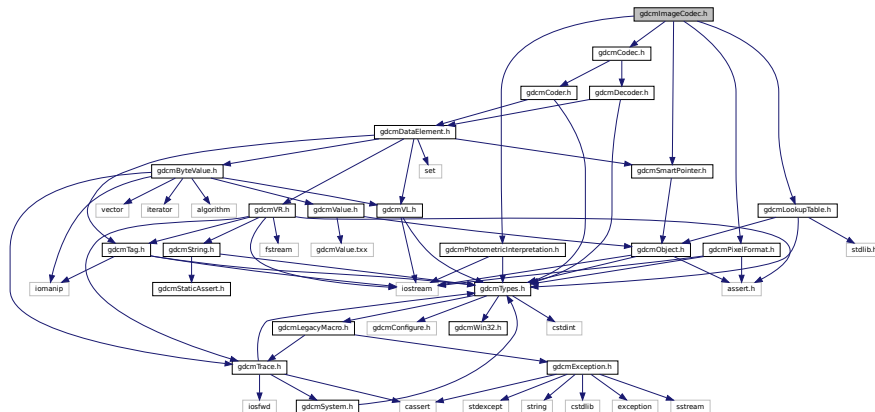 gdcmImageCodec.h
gdcmCodec.h
gdcmCoder.h
gdcmDecoder.h
gdcmDataElement.h
gdcmByteValue.h
set
gdcmSmartPointer.h
vector
iterator
algorithm
gdcmVR.h
gdcmValue.h
gdcmVL.h
gdcmLookupTable.h
gdcmTag.h
gdcmString.h
fstream
gdcmValue.txx
gdcmPhotometricInterpretation.h
gdcmObject.h
gdcmPixelFormat.h
stdlib.h
iomanip
gdcmStaticAssert.h
iostream
gdcmTypes.h
assert.h
gdcmLegacyMacro.h
gdcmConfigure.h
gdcmWin32.h
cstdint
gdcmTrace.h
gdcmException.h
iosfwd
gdcmSystem.h
cassert
stdexcept
string
cstdlib
exception
sstream